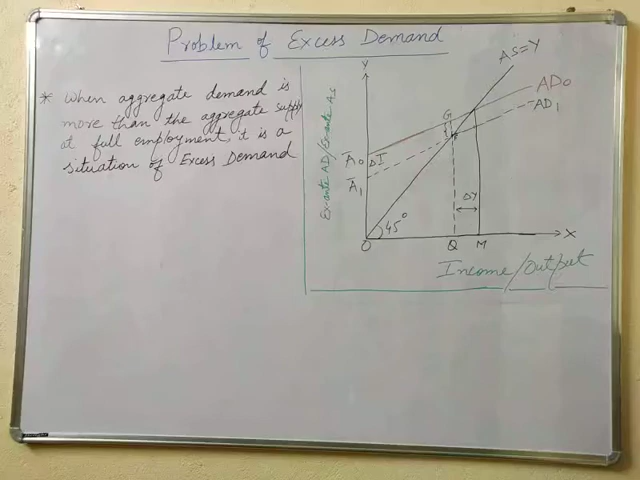 Problem of Excess Demand
* When aggregate demand is
more than the aggregate supply
at full employment, it is a
situation of Excess Demand
Y
AS=Y
AD0
AD1
G
Ex-ante AD/Ex-ante AS
A0
ΔI
A1
45°
ΔY
O
Q
M
X
Income/Output